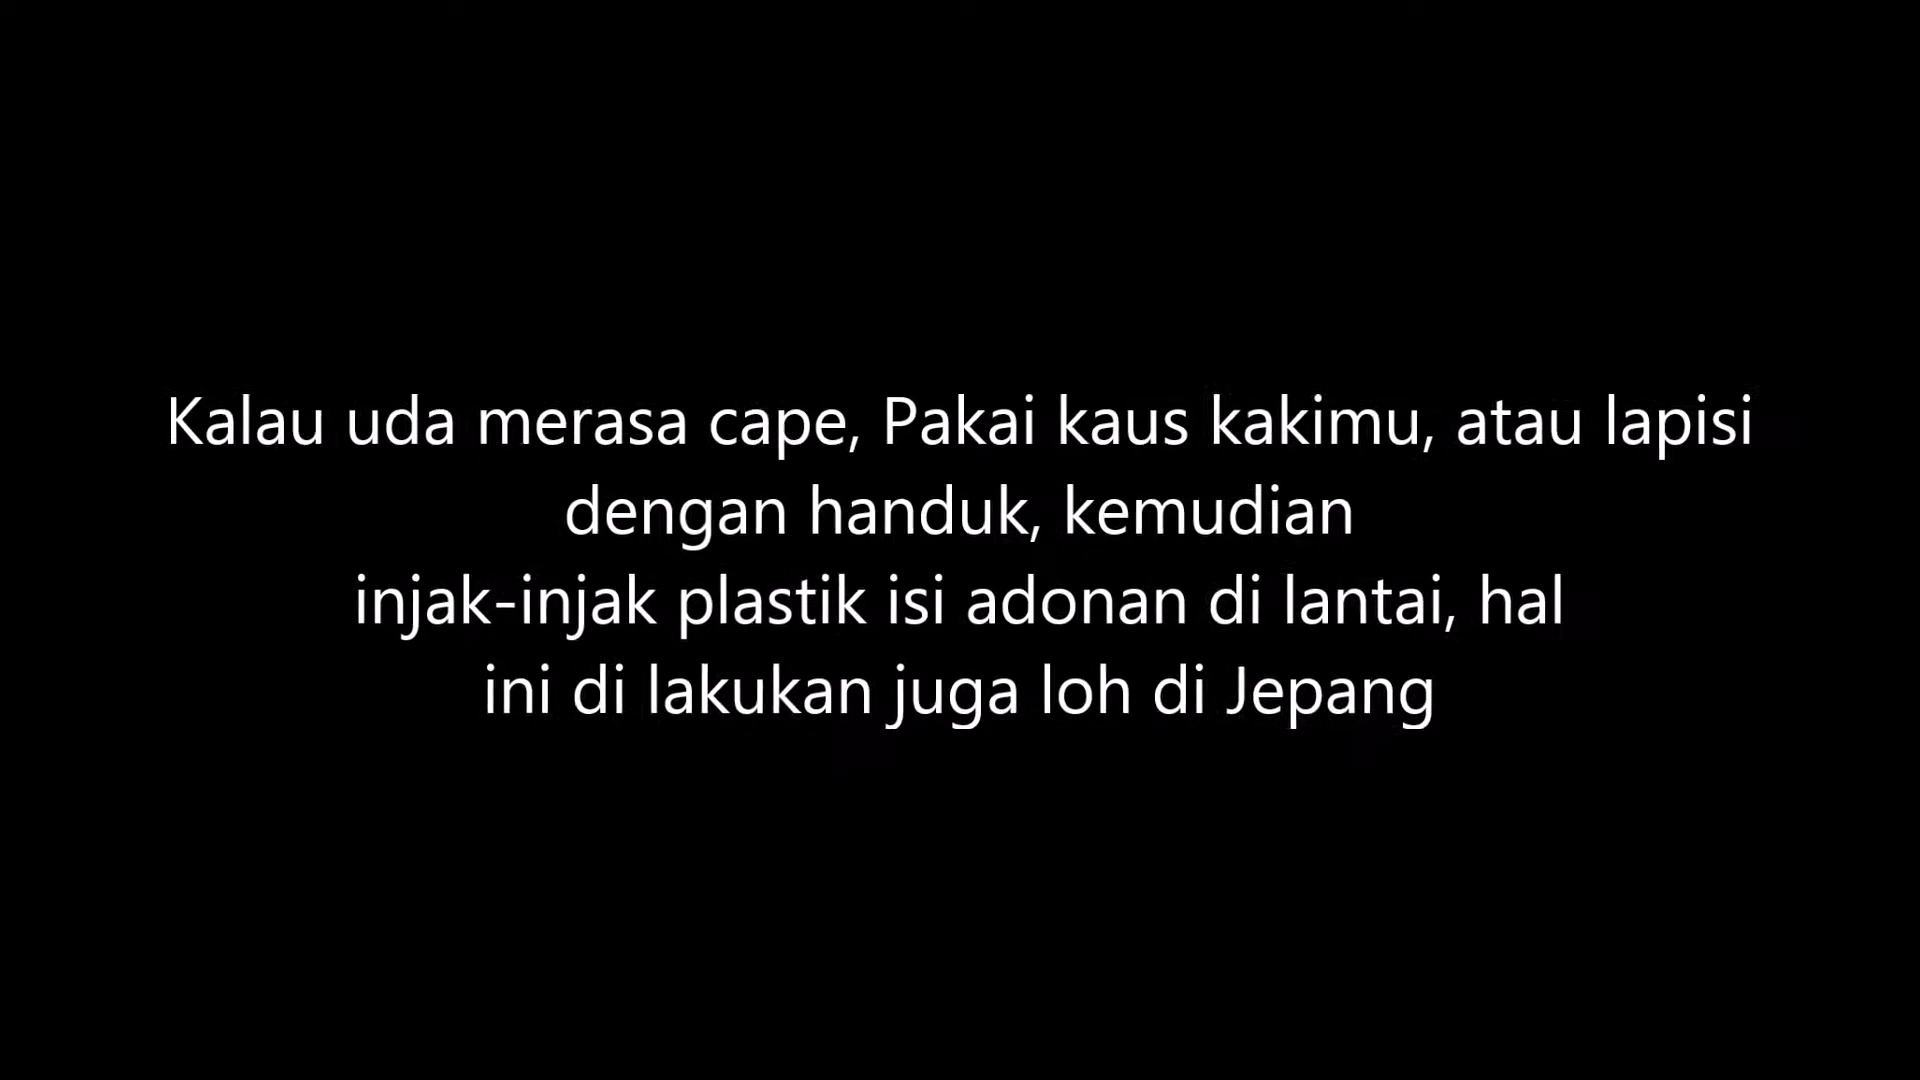 Kalau uda merasa cape, Pakai kaus kakimu, atau lapisi
dengan handuk, kemudian
injak-injak plastik isi adonan di lantai, hal
ini di lakukan juga loh di Jepang